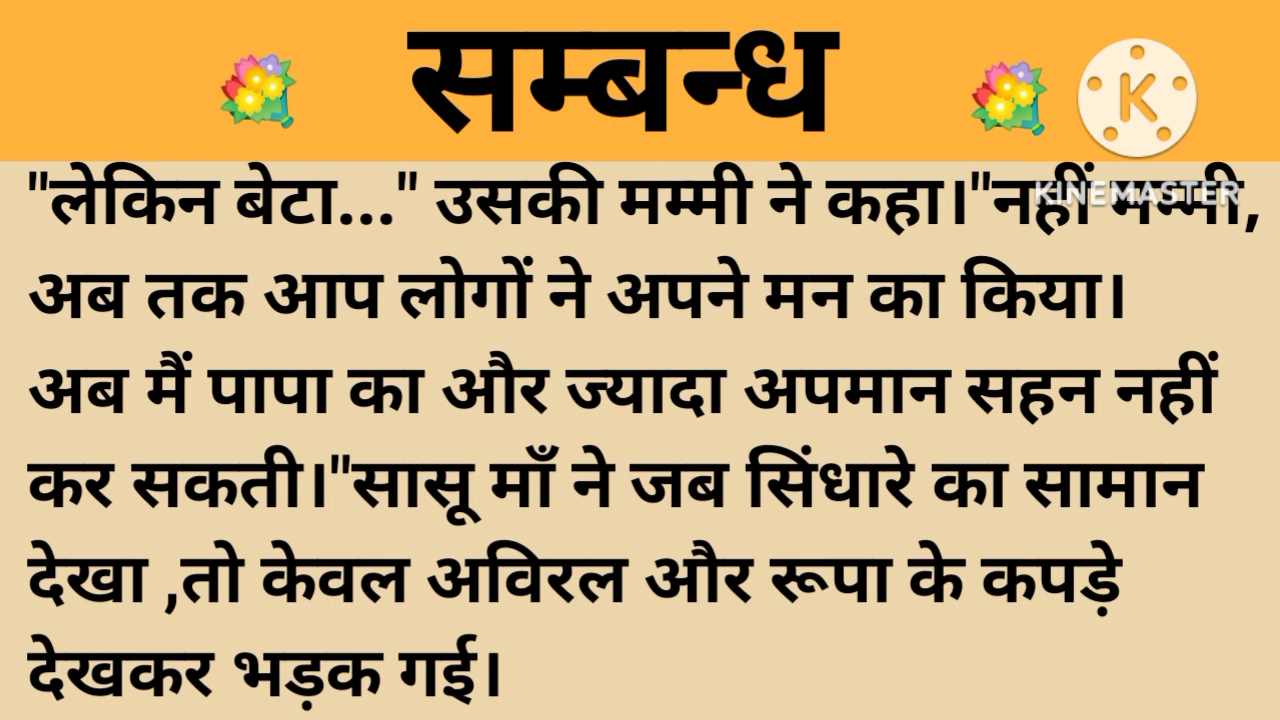 सम्बन्ध
K
"लेकिन बेटा..." उसकी मम्मी ने कहा।"नहीं मम्मी,
KINEMASTER
अब तक आप लोगों ने अपने मन का किया।
अब मैं पापा का और ज्यादा अपमान सहन नहीं
कर सकती।"सासू माँ ने जब सिंधारे का सामान
देखा ,तो केवल अविरल और रूपा के कपड़े
देखकर भड़क गई।